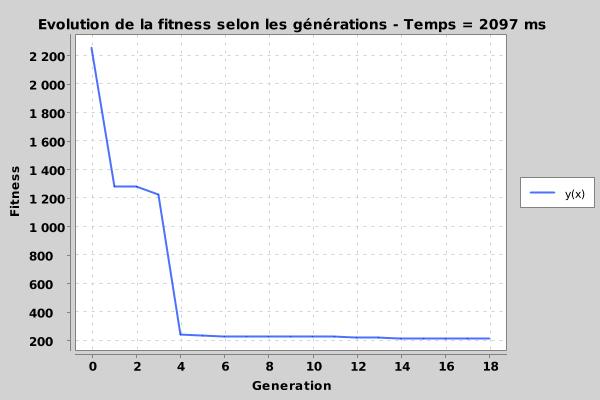 Evolution de la fitness selon les générations - Temps = 2097 ms
2 200
2 000
1 800
1 600
1 400
1 200
1 000
800
600
400
200
Fitness
y(x)
0 2 4 6 8 10 12 14 16 18
Generation